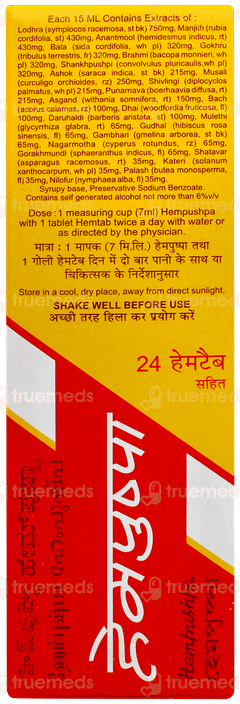 Each 15 ML Contains Extracts of :
Lodhra (symplocos racemosa, st bk) 750mg, Manjith (rubia
cordifolia, st) 430mg, Anantmool (hemidesmus indicus, rt)
430mg, Bala (sida cordifolia, wh pl) 320mg, Gokhru
(tribulus terrestris, fr) 320mg, Brahmi (bacopa monnieri, wh
pl) 320mg, Shankhpushpi (convolvulus pluricaulis,wh pl)
320mg, Ashok (saraca indica, st bk) 215mg, Musali
(curculigo orchioides, rz) 250mg, Shivlingi (diplocyclos
palmatus, wh pl) 215mg, Punarnava (boerhaavia diffusa, rt)
215mg, Asgand (withania somnifera, rt) 150mg, Bach
(acorus calamus, rz) 100mg, Dhai (woodfordia fruticosa, fl)
100mg, Daruhaldi (barberis aristata, st) 100mg, Mulethi
(glycyrrhiza glabra, rt) 65mg, Gudhal (hibiscus rosa
sinensis, fl) 65mg, Gambhari (gmelina arborea, st bk)
65mg, Nagarmotha (cyperus rotundus, rz) 65mg,
Gorakhmundi (sphaeranthus indicus, fl) 65mg, Shatavar
(asparagus racemosus, rt) 35mg, Kateri (solanum
xanthocarpum, wh pl) 35mg, Palash (butea monosperma,
fl) 35mg, Nilofur (nymphaea alba, fl) 35mg.
Syrupy base, Preservative Sodium Benzoate.
Contains self generated alcohol not more than 6%v/v
Dose : 1 measuring cup (7ml) Hempushpa
with 1 tablet Hemtab twice a day with water or
as directed by the physician.
मात्रा : 1 मापक (7 मि.लि.) हेमपुष्पा तथा
1 गोली हेमटैब दिन में दो बार पानी के साथ या
चिकित्सक के निर्देशानुसार
Store in a cool, dry place, away from direct sunlight.
SHAKE WELL BEFORE USE
अच्छी तरह हिला कर प्रयोग करें
24 हेमटैब
सहित
हेमपुष्पा
Hempushpa
truemeds
truemeds
truemeds
truemeds
truemeds
truemeds